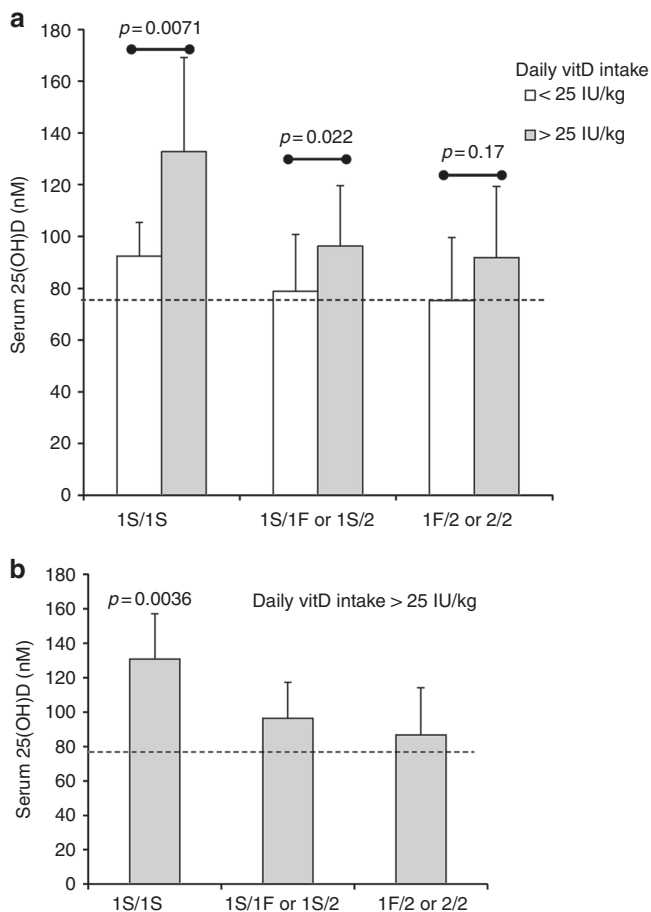 a
180
160
140
120
100
80
60
40
20
0
Serum 25(OH)D (nM)
p=0.0071
p=0.022
p=0.17
Daily vitD intake
< 25 IU/kg
> 25 IU/kg
1S/1S
1S/1F or 1S/2
1F/2 or 2/2
b
180
160
140
120
100
80
60
40
20
0
Serum 25(OH)D (nM)
p=0.0036
Daily vitD intake > 25 IU/kg
1S/1S
1S/1F or 1S/2
1F/2 or 2/2